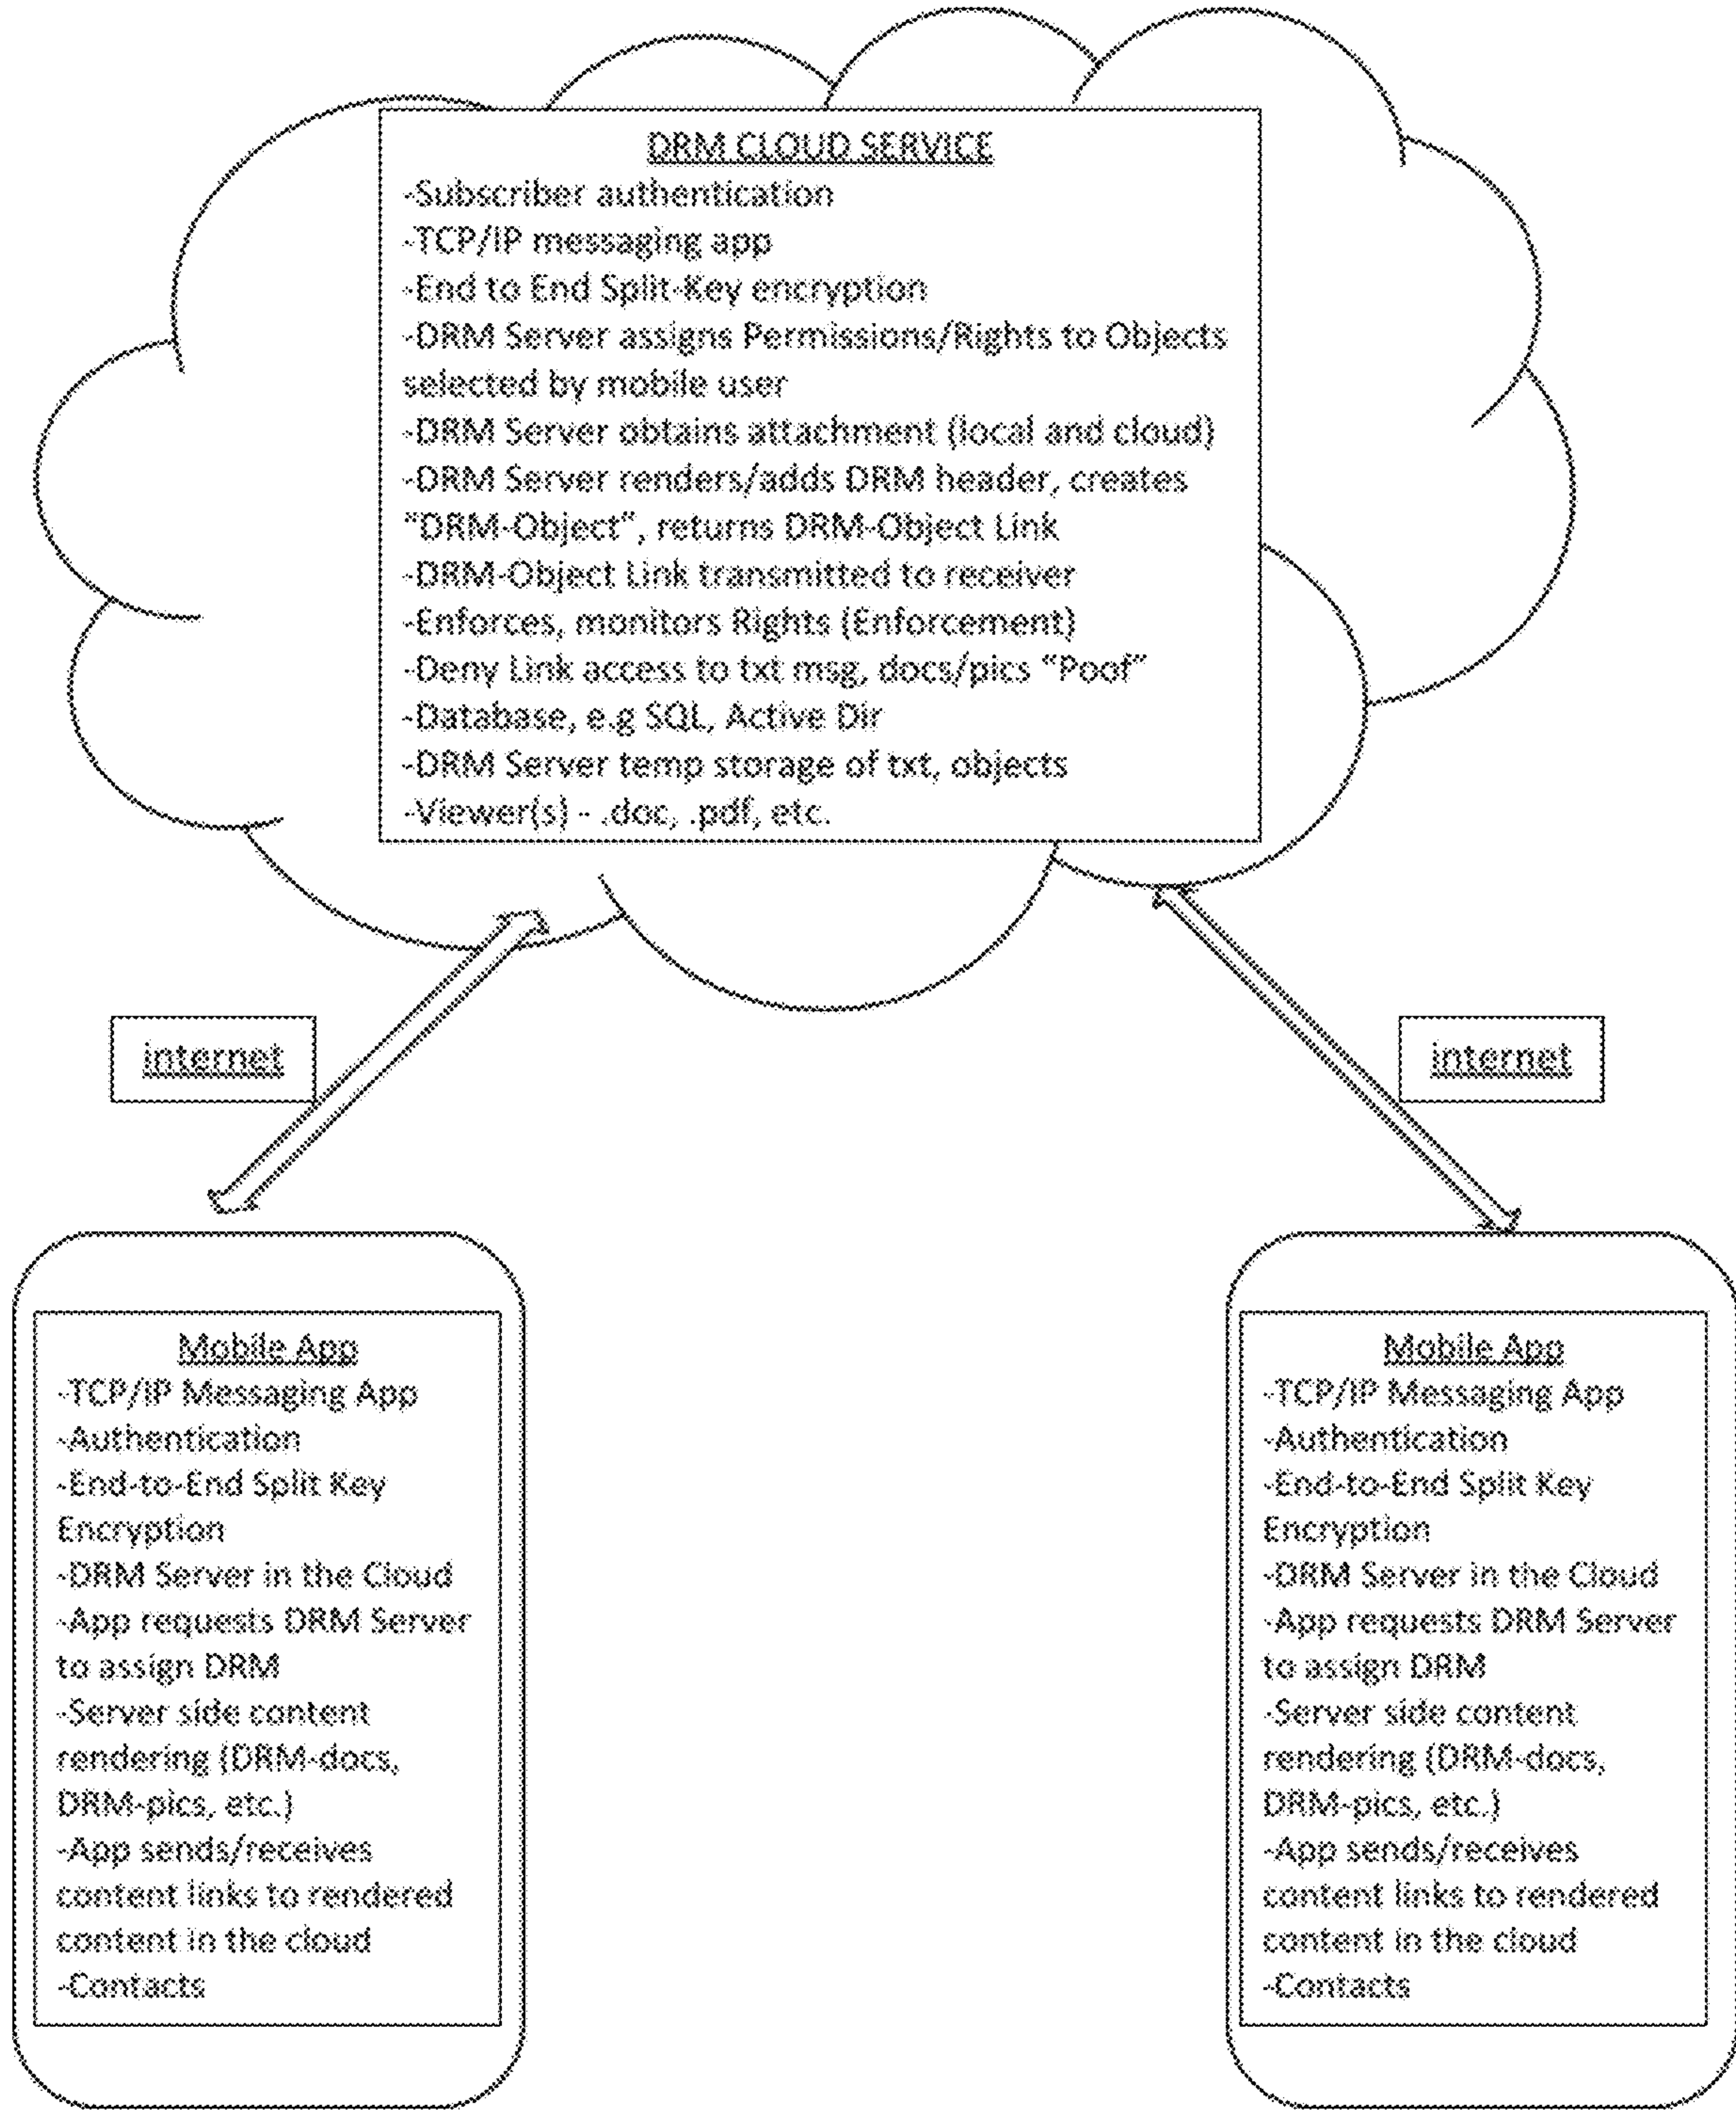 DRM CLOUD SERVICE
-Subscriber authentication
-TCP/IP messaging app
-End to End Split-Key encryption
-DRM Server assigns Permissions/Rights to Objects
selected by mobile user
-DRM Server obtains attachment (local and cloud)
-DRM Server renders/adds DRM header, creates
"DRM-Object", returns DRM-Object Link
-DRM-Object Link transmitted to receiver
-Enforces, monitors Rights (Enforcement)
-Deny Link access to txt msg, docs/pics "Poof"
-Database, e.g SQL, Active Dir
-DRM Server temp storage of txt, objects
-Viewer(s) - .doc, .pdf, etc.
internet
internet
Mobile App
-TCP/IP Messaging App
-Authentication
-End-to-End Split Key
Encryption
-DRM Server in the Cloud
-App requests DRM Server
to assign DRM
-Server side content
rendering (DRM-docs,
DRM-pics, etc.)
-App sends/receives
content links to rendered
content in the cloud
-Contacts
Mobile App
-TCP/IP Messaging App
-Authentication
-End-to-End Split Key
Encryption
-DRM Server in the Cloud
-App requests DRM Server
to assign DRM
-Server side content
rendering (DRM-docs,
DRM-pics, etc.)
-App sends/receives
content links to rendered
content in the cloud
-Contacts